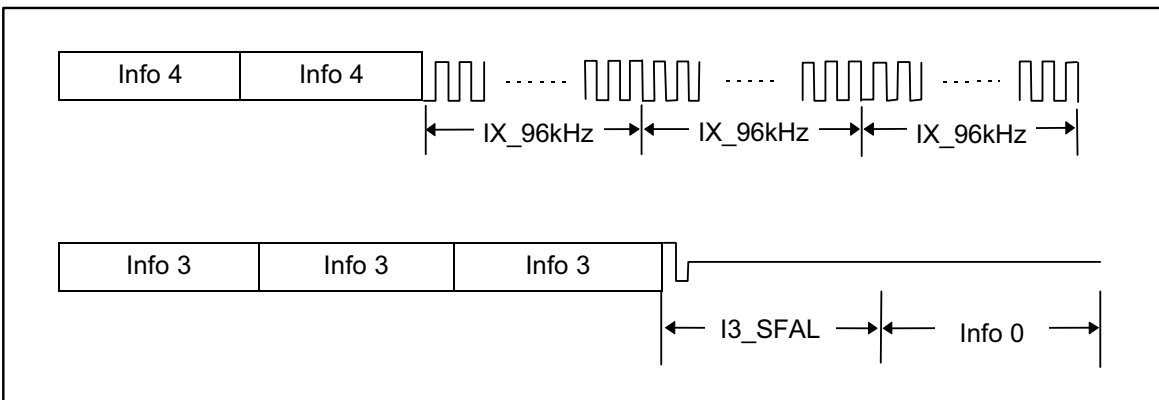 Info 4 Info 4
IX_96kHz IX_96kHz IX_96kHz
Info 3 Info 3 Info 3
I3_SFAL Info 0